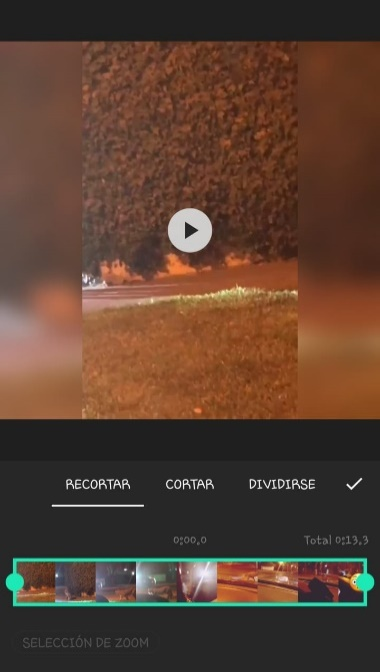 RECORTAR
CORTAR
DIVIDIRSE
0:00,0
Total 0:13,3
SELECCIÓN DE ZOOM